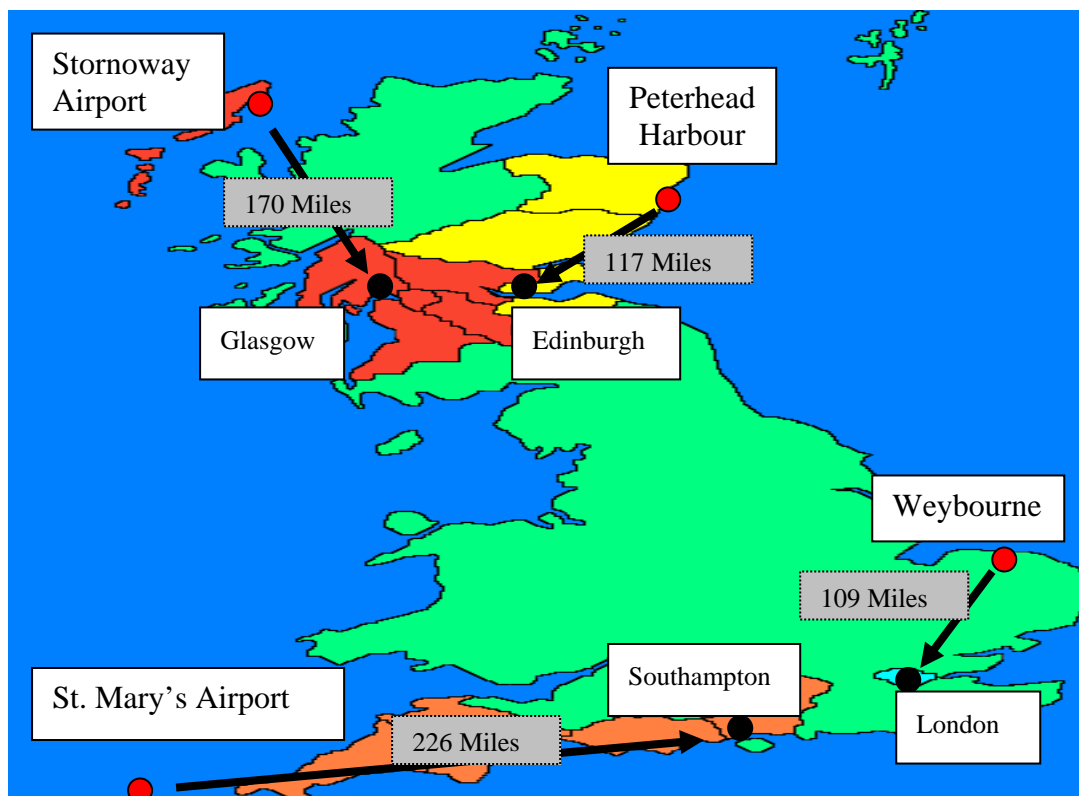 Stornoway
Airport
Peterhead
Harbour
170 Miles
117 Miles
Glasgow
Edinburgh
Weybourne
109 Miles
St. Mary's Airport
Southampton
226 Miles
London